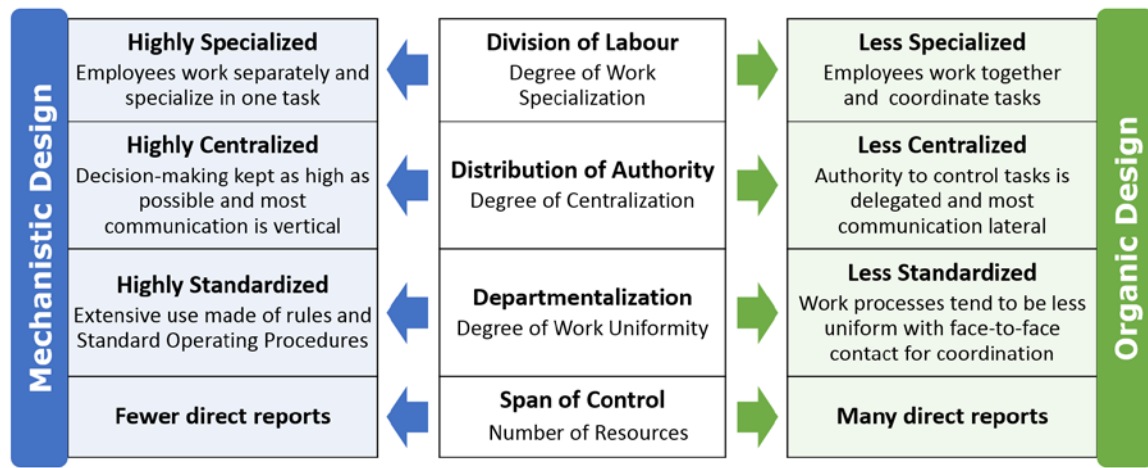 Mechanistic Design
Highly Specialized
Employees work separately and
specialize in one task
Division of Labour
Degree of Work
Specialization
Less Specialized
Employees work together
and coordinate tasks
Highly Centralized
Decision-making kept as high as
possible and most
communication is vertical
Distribution of Authority
Degree of Centralization
Less Centralized
Authority to control tasks is
delegated and most
communication lateral
Highly Standardized
Extensive use made of rules and
Standard Operating Procedures
Departmentalization
Degree of Work Uniformity
Less Standardized
Work processes tend to be less
uniform with face-to-face
contact for coordination
Fewer direct reports
Span of Control
Number of Resources
Many direct reports
Organic Design